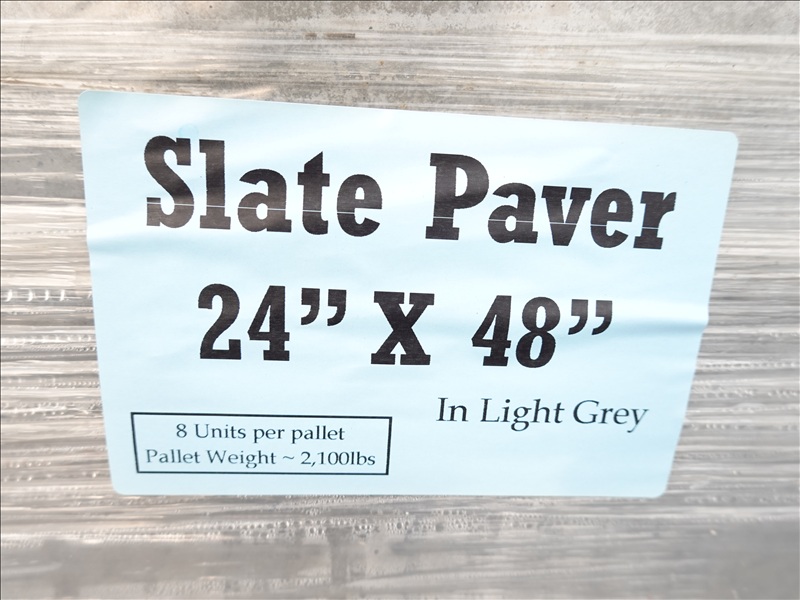 Slate Paver
24” X 48”
In Light Grey
8 Units per pallet
Pallet Weight ~ 2,100lbs